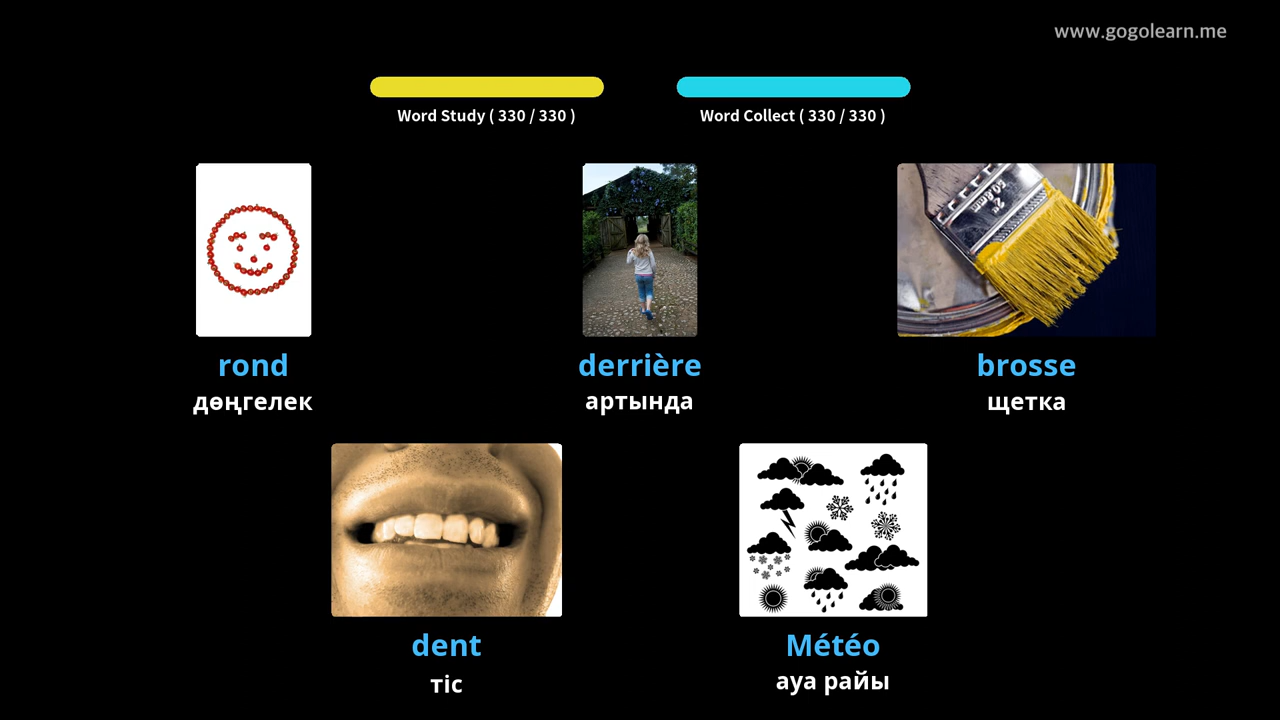 www.gogolearn.me
Word Study ( 330 / 330 )
Word Collect ( 330 / 330 )
rond
дөңгелек
derrière
артында
brosse
щетка
dent
тіс
Météo
ауа райы